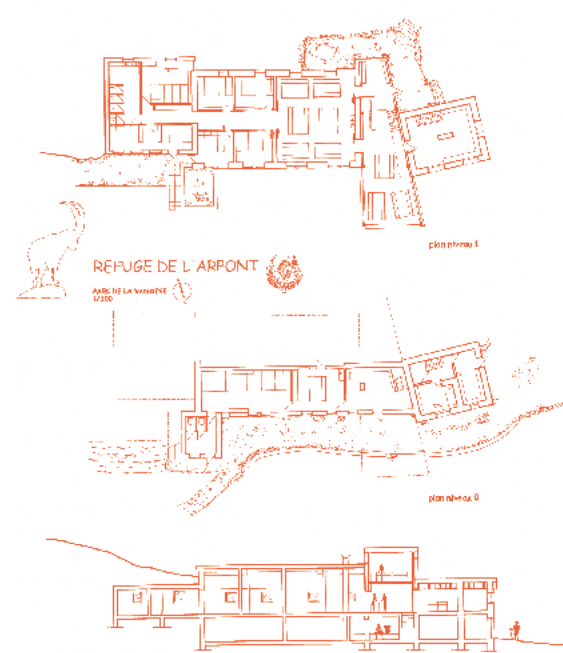 plan niveau 1
REFUGE DE L'ARPONT
PARC DE LA VANOISE
1/200
plan niveau 0